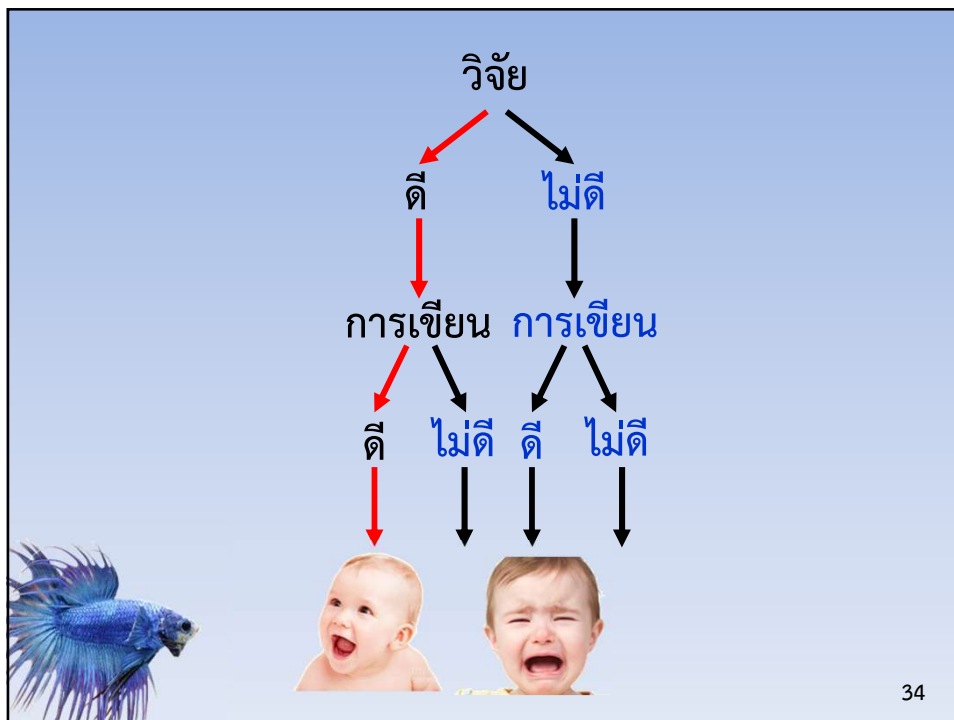 วิจัย
ดี ไม่ดี
การเขียน การเขียน
ดี ไม่ดี ดี ไม่ดี
34